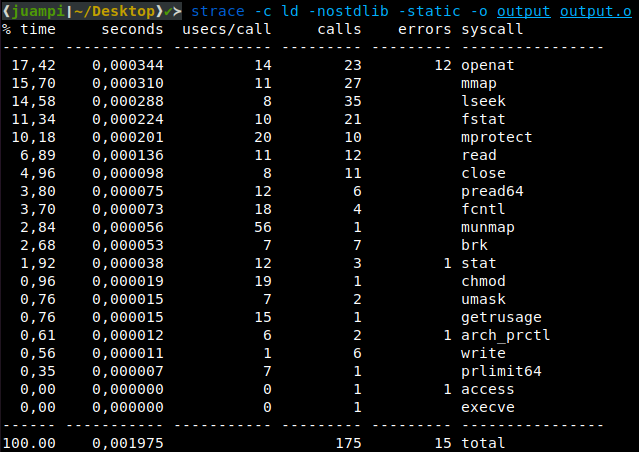 ⟬juampi|~/Desktop⟭✔≻ strace -c ld -nostdlib -static -o output output.o
% time     seconds  usecs/call     calls    errors syscall
------ ----------- ----------- --------- --------- ----------------
 17,42    0,000344          14        23        12 openat
 15,70    0,000310          11        27           mmap
 14,58    0,000288           8        35           lseek
 11,34    0,000224          10        21           fstat
 10,18    0,000201          20        10           mprotect
  6,89    0,000136          11        12           read
  4,96    0,000098           8        11           close
  3,80    0,000075          12         6           pread64
  3,70    0,000073          18         4           fcntl
  2,84    0,000056          56         1           munmap
  2,68    0,000053           7         7           brk
  1,92    0,000038          12         3         1 stat
  0,96    0,000019          19         1           chmod
  0,76    0,000015           7         2           umask
  0,76    0,000015          15         1           getrusage
  0,61    0,000012           6         2         1 arch_prctl
  0,56    0,000011           1         6           write
  0,35    0,000007           7         1           prlimit64
  0,00    0,000000           0         1         1 access
  0,00    0,000000           0         1           execve
------ ----------- ----------- --------- --------- ----------------
100.00    0,001975                   175        15 total